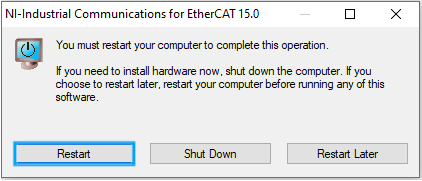 NI-Industrial Communications for EtherCAT 15.0
You must restart your computer to complete this operation.
If you need to install hardware now, shut down the computer. If you
choose to restart later, restart your computer before running any of this
software.
Restart
Shut Down
Restart Later